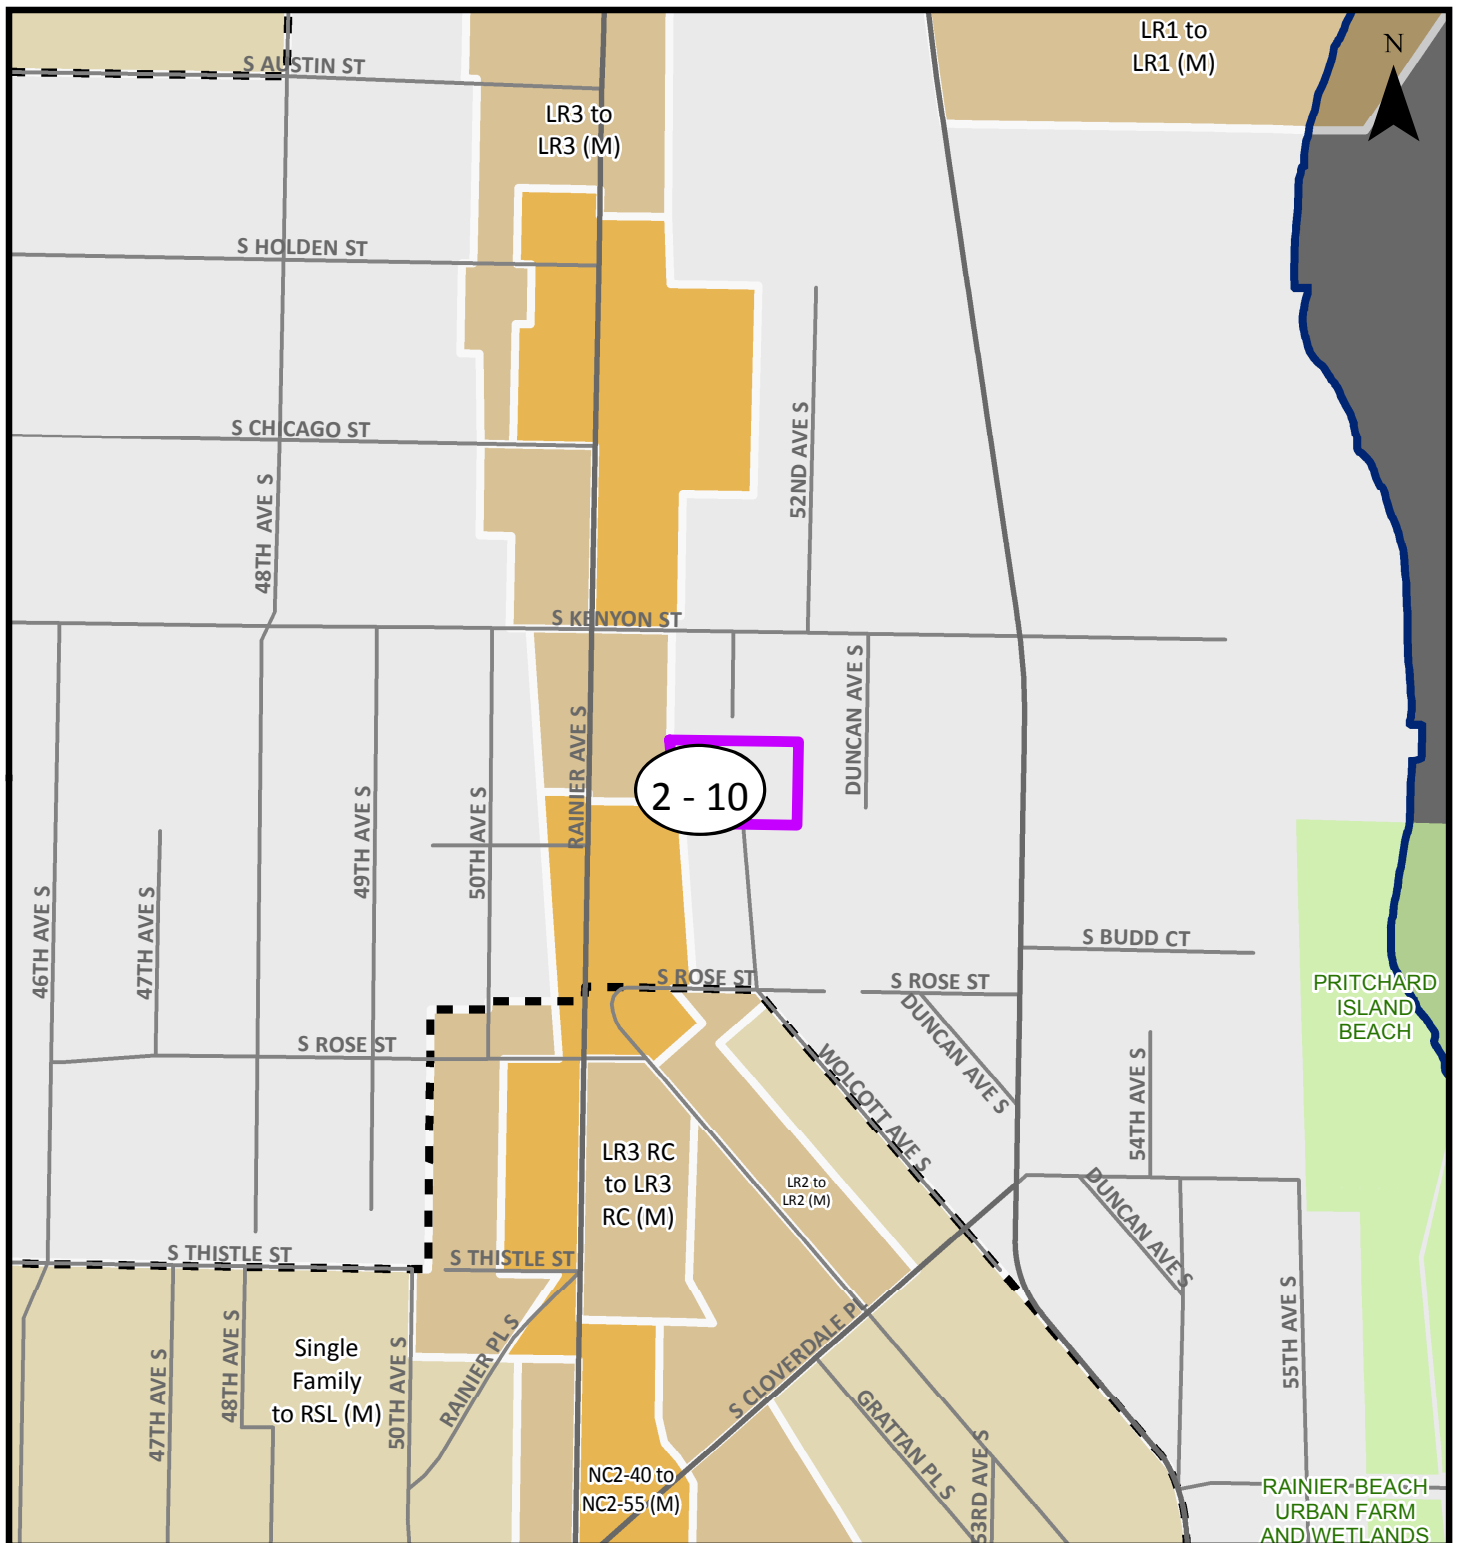 LR1 to
LR1 (M)
N
S AUSTIN ST
LR3 to
LR3 (M)
S HOLDEN ST
S CHICAGO ST
48TH AVE S
52ND AVE S
S KENYON ST
DUNCAN AVE S
RAINIER AVE S
2 - 10
49TH AVE S
50TH AVE S
46TH AVE S
47TH AVE S
S BUDD CT
S ROSE ST
S ROSE ST
PRITCHARD
ISLAND
BEACH
DUNCAN AVE S
S ROSE ST
WOLCOTT AVE S
54TH AVE S
LR3 RC
to LR3
RC (M)
LR2 to
LR2 (M)
DUNCAN AVE S
S THISTLE ST
S THISTLE ST
RAINIER PL S
S CLOVERDALE PL
55TH AVE S
48TH AVE S
47TH AVE S
50TH AVE S
Single
Family
to RSL (M)
GRATTAN PL S
53RD AVE S
NC2-40 to
NC2-55 (M)
RAINIER BEACH
URBAN FARM
AND WETLANDS